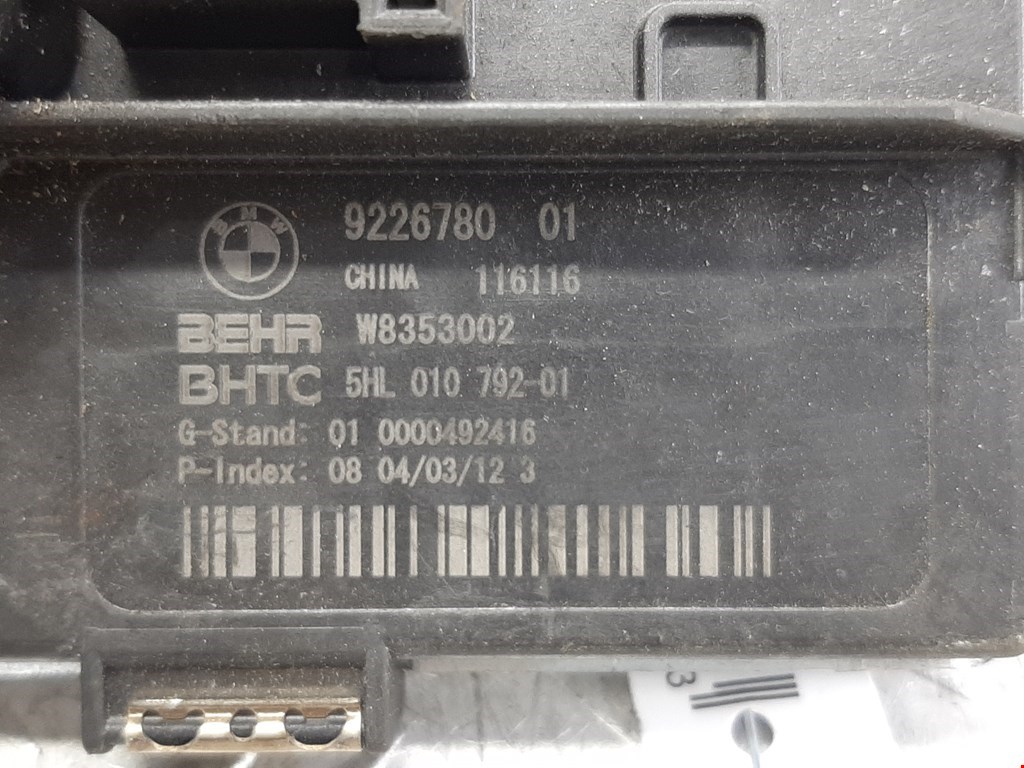 BMW
9226780 01
CHINA 116116
BEHR W8353002
BHTC 5HL 010 792-01
G-Stand: 01 0000492416
P-Index: 08 04/03/12 3
3